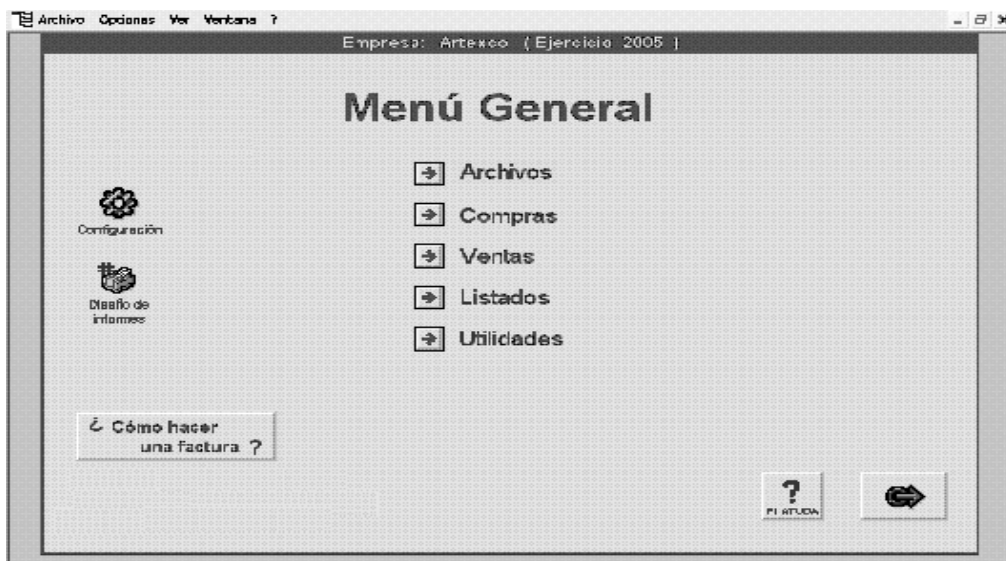 Archivo Opciones Ver Ventana ?
Empresa: Artexco (Ejercicio 2005 )
Menú General
Archivos
Compras
Ventas
Listados
Utilidades
Configuración
Diseño de
informes
¿ Cómo hacer
una factura ?
?